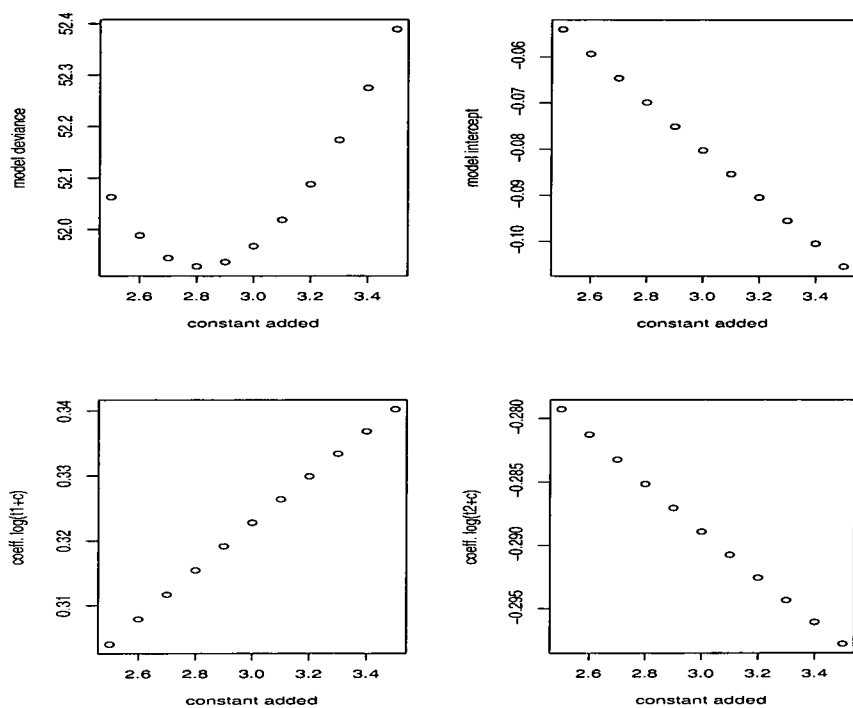 model deviance
52.4
52.3
52.2
52.1
52.0
2.6 2.8 3.0 3.2 3.4
constant added
model intercept
-0.06
-0.07
-0.08
-0.09
-0.10
2.6 2.8 3.0 3.2 3.4
constant added
coeff. log(t1+c)
0.34
0.33
0.32
0.31
2.6 2.8 3.0 3.2 3.4
constant added
coeff. log(t2+c)
-0.280
-0.285
-0.290
-0.295
2.6 2.8 3.0 3.2 3.4
constant added